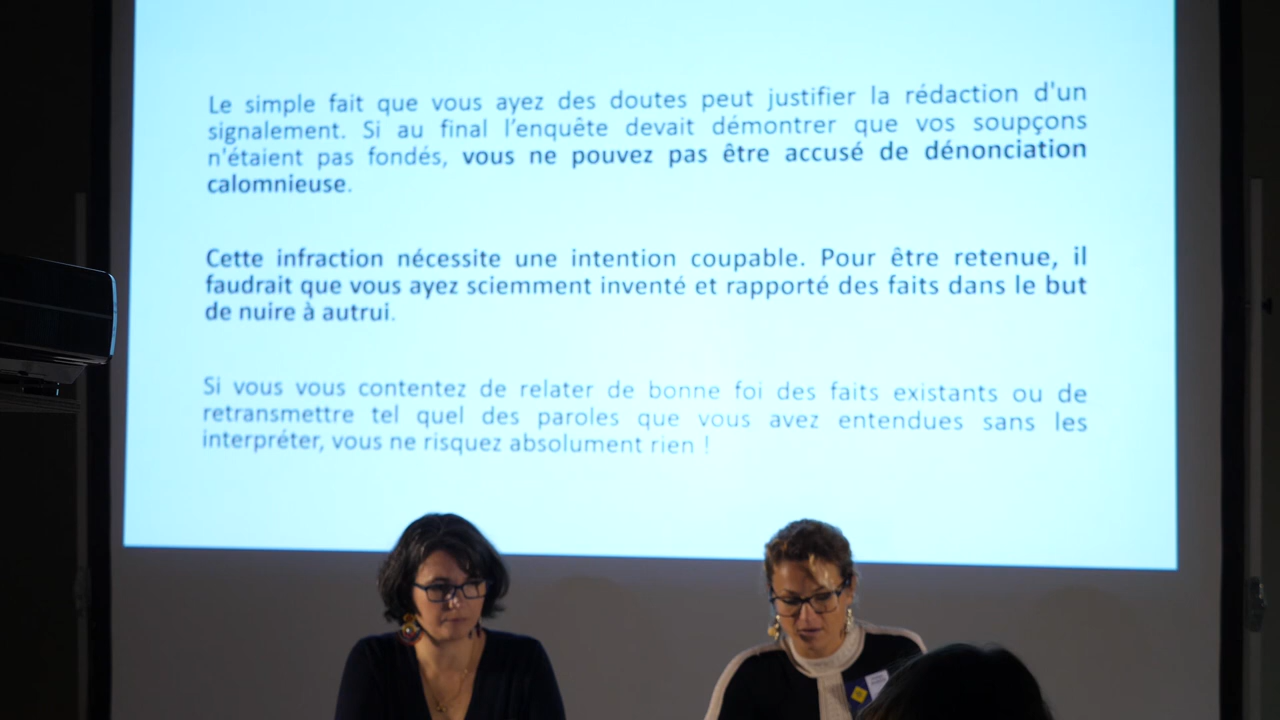 Le simple fait que vous ayez des doutes peut justifier la rédaction d'un
signalement. Si au final l’enquête devait démontrer que vos soupçons
n'étaient pas fondés, vous ne pouvez pas être accusé de dénonciation
calomnieuse.
Cette infraction nécessite une intention coupable. Pour être retenue, il
faudrait que vous ayez sciemment inventé et rapporté des faits dans le but
de nuire à autrui.
Si vous vous contentez de relater de bonne foi des faits existants ou de
retransmettre tel quel des paroles que vous avez entendues sans les
interpréter, vous ne risquez absolument rien !